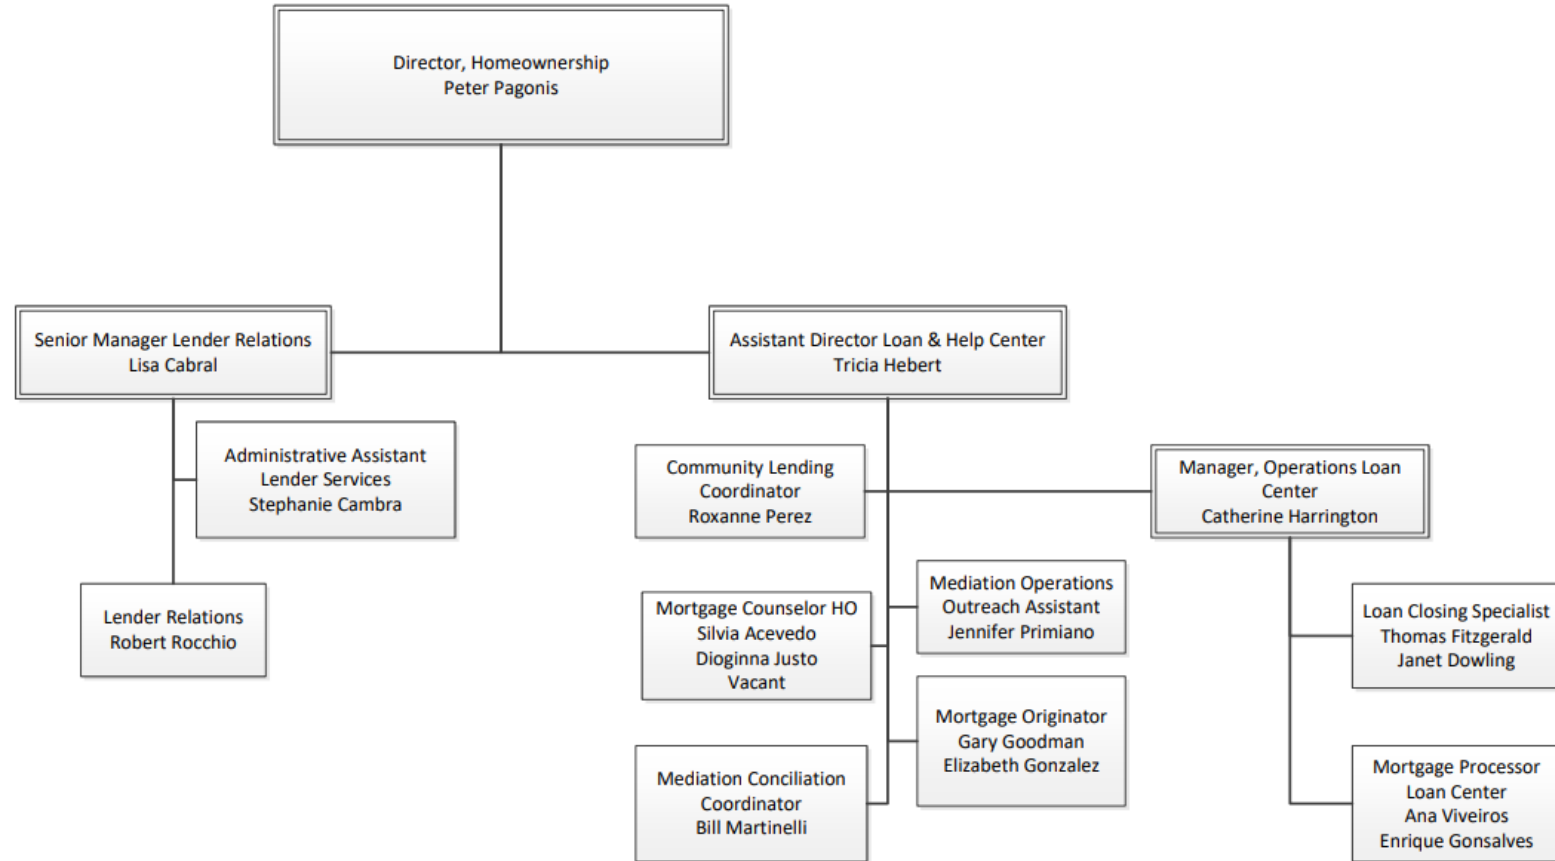 Director, Homeownership
Peter Pagonis
Senior Manager Lender Relations
Lisa Cabral
Assistant Director Loan & Help Center
Tricia Hebert
Administrative Assistant
Lender Services
Stephanie Cambra
Community Lending
Coordinator
Roxanne Perez
Manager, Operations Loan
Center
Catherine Harrington
Lender Relations
Robert Rocchio
Mortgage Counselor HO
Silvia Acevedo
Dioginna Justo
Vacant
Mediation Operations
Outreach Assistant
Jennifer Primiano
Loan Closing Specialist
Thomas Fitzgerald
Janet Dowling
Mortgage Originator
Gary Goodman
Elizabeth Gonzalez
Mediation Conciliation
Coordinator
Bill Martinelli
Mortgage Processor
Loan Center
Ana Viveiros
Enrique Gonsalves